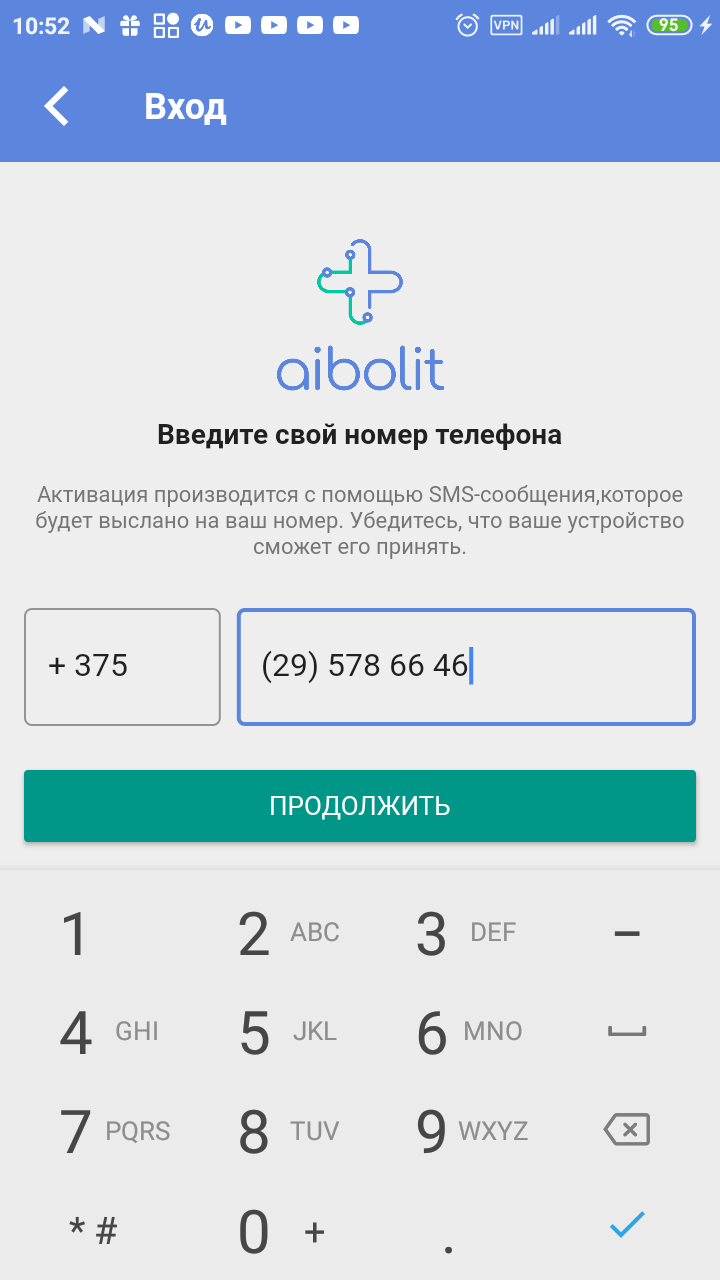 10:52 VPN 95
Вход
aibolit
Введите свой номер телефона
Активация производится с помощью SMS-сообщения,которое
будет выслано на ваш номер. Убедитесь, что ваше устройство
сможет его принять.
+ 375 (29) 578 66 46
ПРОДОЛЖИТЬ
1 2 ABC 3 DEF –
4 GHI 5 JKL 6 MNO
7 PQRS 8 TUV 9 WXYZ
* # 0 + .